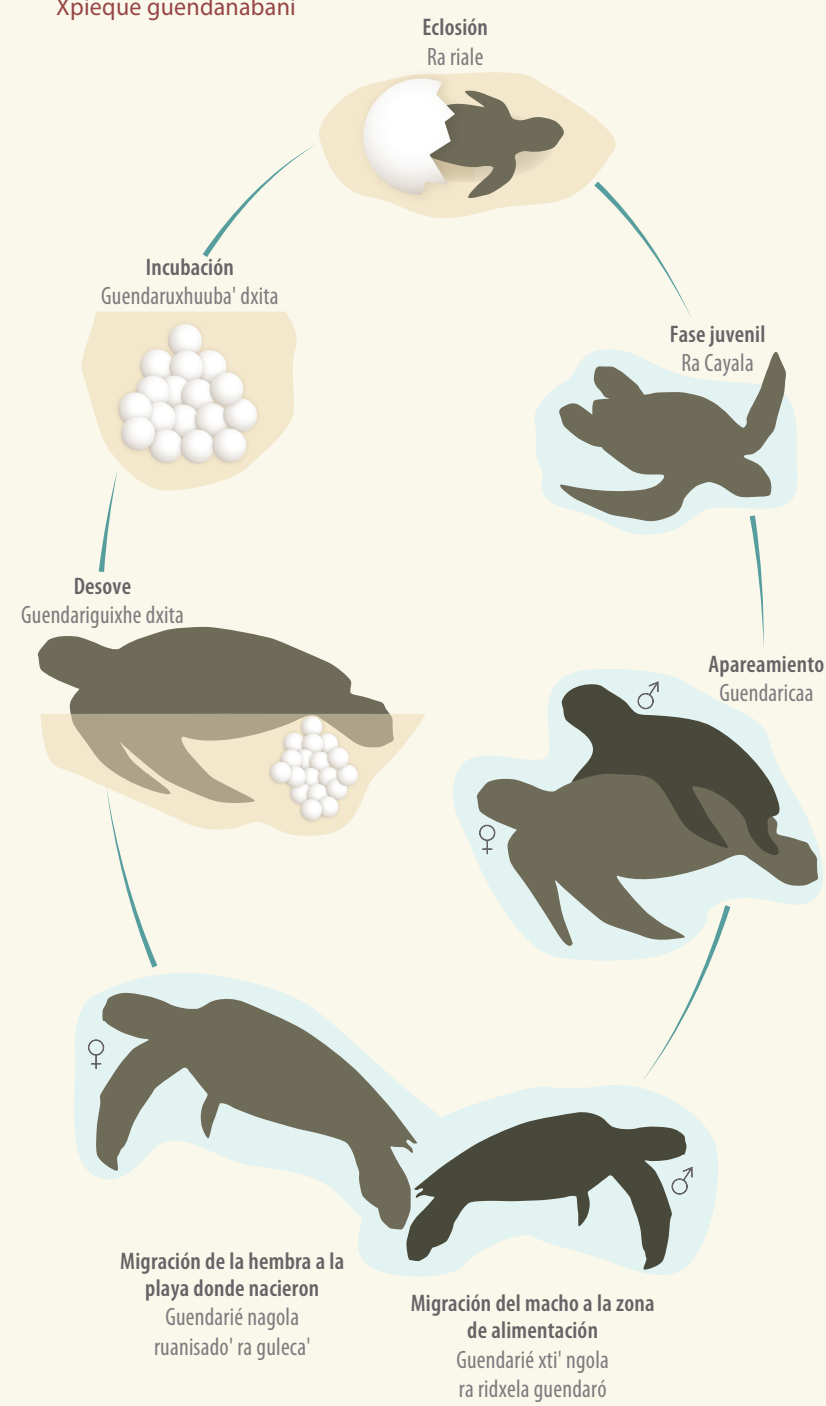 Xpieque guendanabani
Eclosión
Ra riale
Incubación
Guendaruxhuuba' dxita
Fase juvenil
Ra Cayala
Desove
Guendariguixhe dxita
Apareamiento
Guendaricaa
♂
♀
♀
♂
Migración de la hembra a la
playa donde nacieron
Guendarié nagola
ruanisado' ra guleca'
Migración del macho a la zona
de alimentación
Guendarié xti' ngola
ra ridxela guendaró